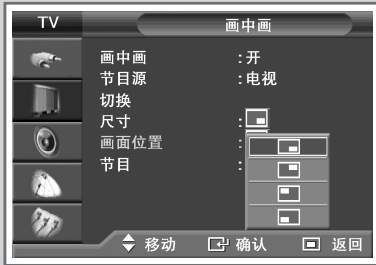 TV 画中画
画中画 :开
节目源 :电视
切换
尺寸 :
画面位置 :
节目 :
移动 确认 返回